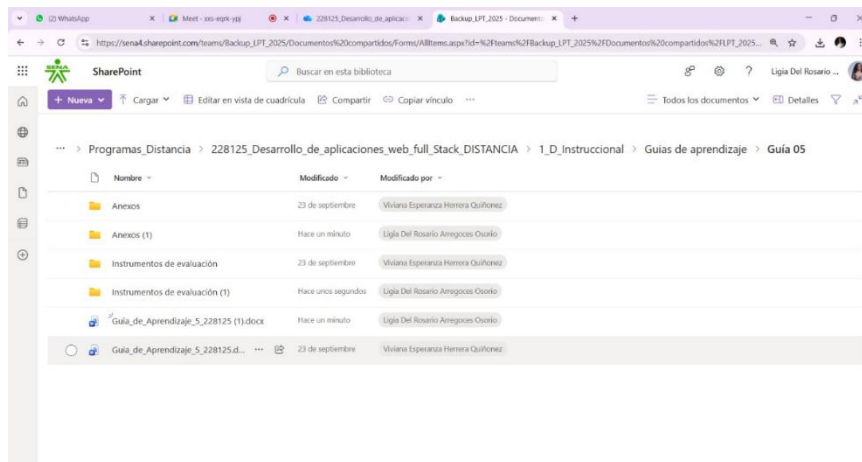 (2) WhatsApp
Meet - xxs-eqrk-ypj
228125_Desarrollo_de_aplicacio
Backup_LPT_2025 - Documento
https://sena4.sharepoint.com/teams/Backup_LPT_2025/Documentos%20compartidos/Forms/AllItems.aspx?id=%2Fteams%2FBackup_LPT_2025%2FDocumentos%20compartidos%2FLPT_2025...
SENA
SharePoint
Buscar en esta biblioteca
Ligia Del Rosario ...
+ Nueva
Cargar
Editar en vista de cuadrícula
Compartir
Copiar vínculo
...
Todos los documentos
Detalles
... > Programas_Distancia > 228125_Desarrollo_de_aplicaciones_web_full_Stack_DISTANCIA > 1_D_Instruccional > Guias de aprendizaje > Guía 05
Nombre Modificado Modificado por
Anexos 23 de septiembre Viviana Esperanza Herrera Quiñonez
Anexos (1) Hace un minuto Ligia Del Rosario Arregoces Osorio
Instrumentos de evaluación 23 de septiembre Viviana Esperanza Herrera Quiñonez
Instrumentos de evaluación (1) Hace unos segundos Ligia Del Rosario Arregoces Osorio
Guia_de_Aprendizaje_5_228125 (1).docx Hace un minuto Ligia Del Rosario Arregoces Osorio
Guia_de_Aprendizaje_5_228125.d... ... 23 de septiembre Viviana Esperanza Herrera Quiñonez